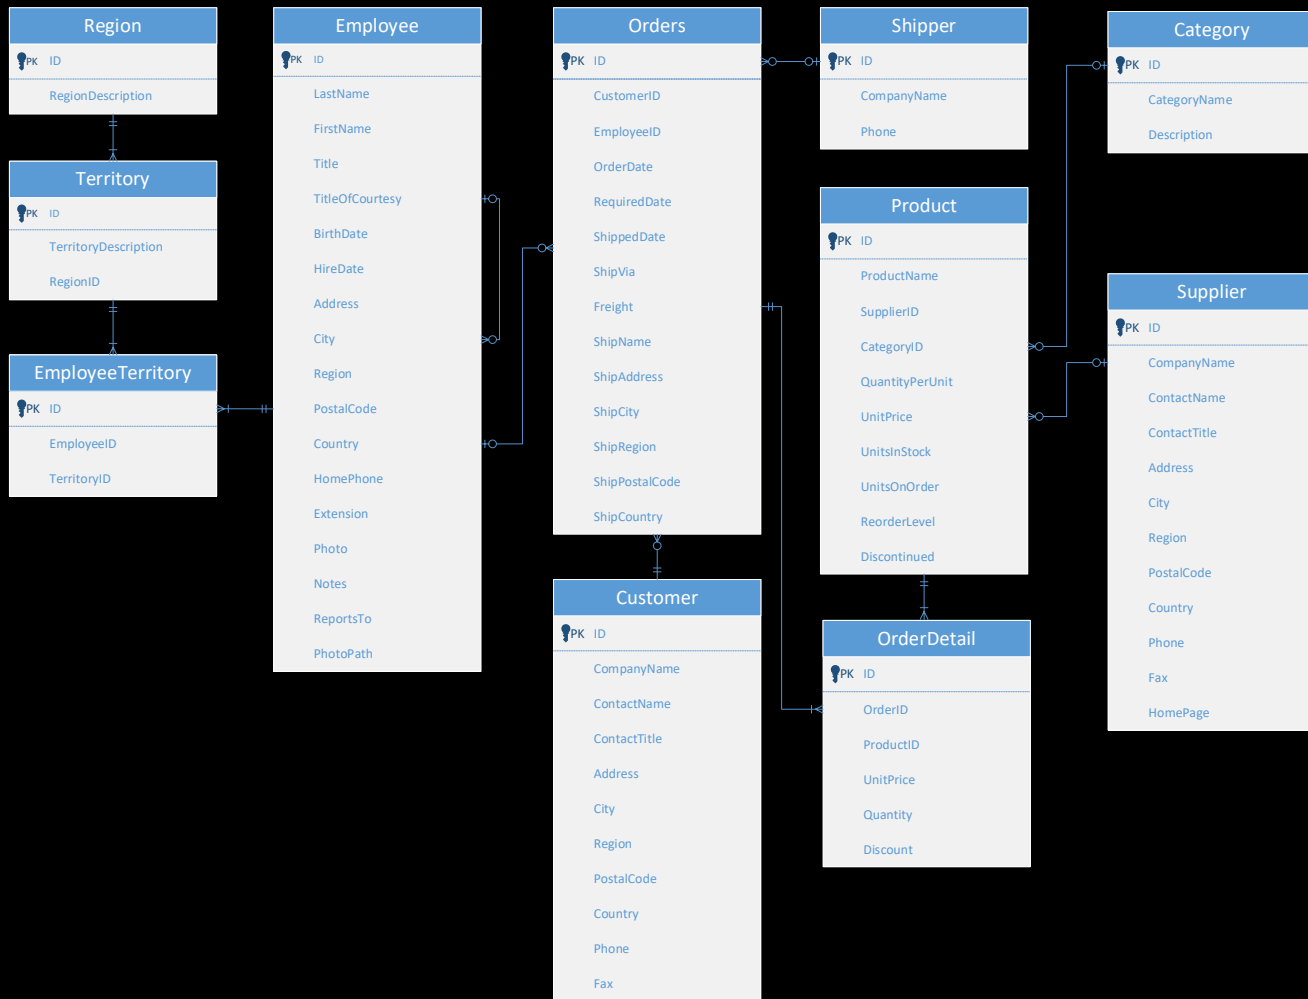 Region
PK ID
RegionDescription
Territory
PK ID
TerritoryDescription
RegionID
EmployeeTerritory
PK ID
EmployeeID
TerritoryID
Employee
PK ID
LastName
FirstName
Title
TitleOfCourtesy
BirthDate
HireDate
Address
City
Region
PostalCode
Country
HomePhone
Extension
Photo
Notes
ReportsTo
PhotoPath
Orders
PK ID
CustomerID
EmployeeID
OrderDate
RequiredDate
ShippedDate
ShipVia
Freight
ShipName
ShipAddress
ShipCity
ShipRegion
ShipPostalCode
ShipCountry
Customer
PK ID
CompanyName
ContactName
ContactTitle
Address
City
Region
PostalCode
Country
Phone
Fax
Shipper
PK ID
CompanyName
Phone
Product
PK ID
ProductName
SupplierID
CategoryID
QuantityPerUnit
UnitPrice
UnitsInStock
UnitsOnOrder
ReorderLevel
Discontinued
OrderDetail
PK ID
OrderID
ProductID
UnitPrice
Quantity
Discount
Category
PK ID
CategoryName
Description
Supplier
PK ID
CompanyName
ContactName
ContactTitle
Address
City
Region
PostalCode
Country
Phone
Fax
HomePage